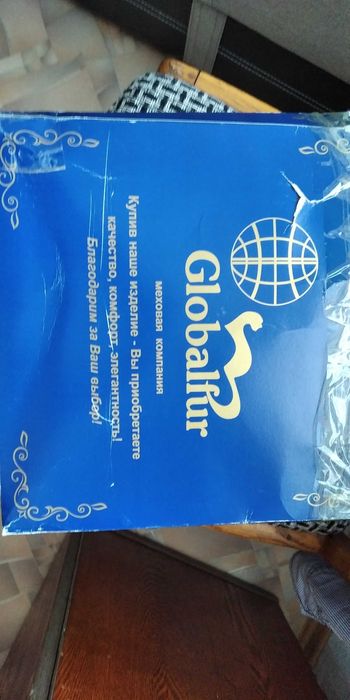 Globalfur
меховая компания
Купив наше изделие - Вы приобретаете
качество, комфорт, элегантность!
Благодарим за Ваш выбор!